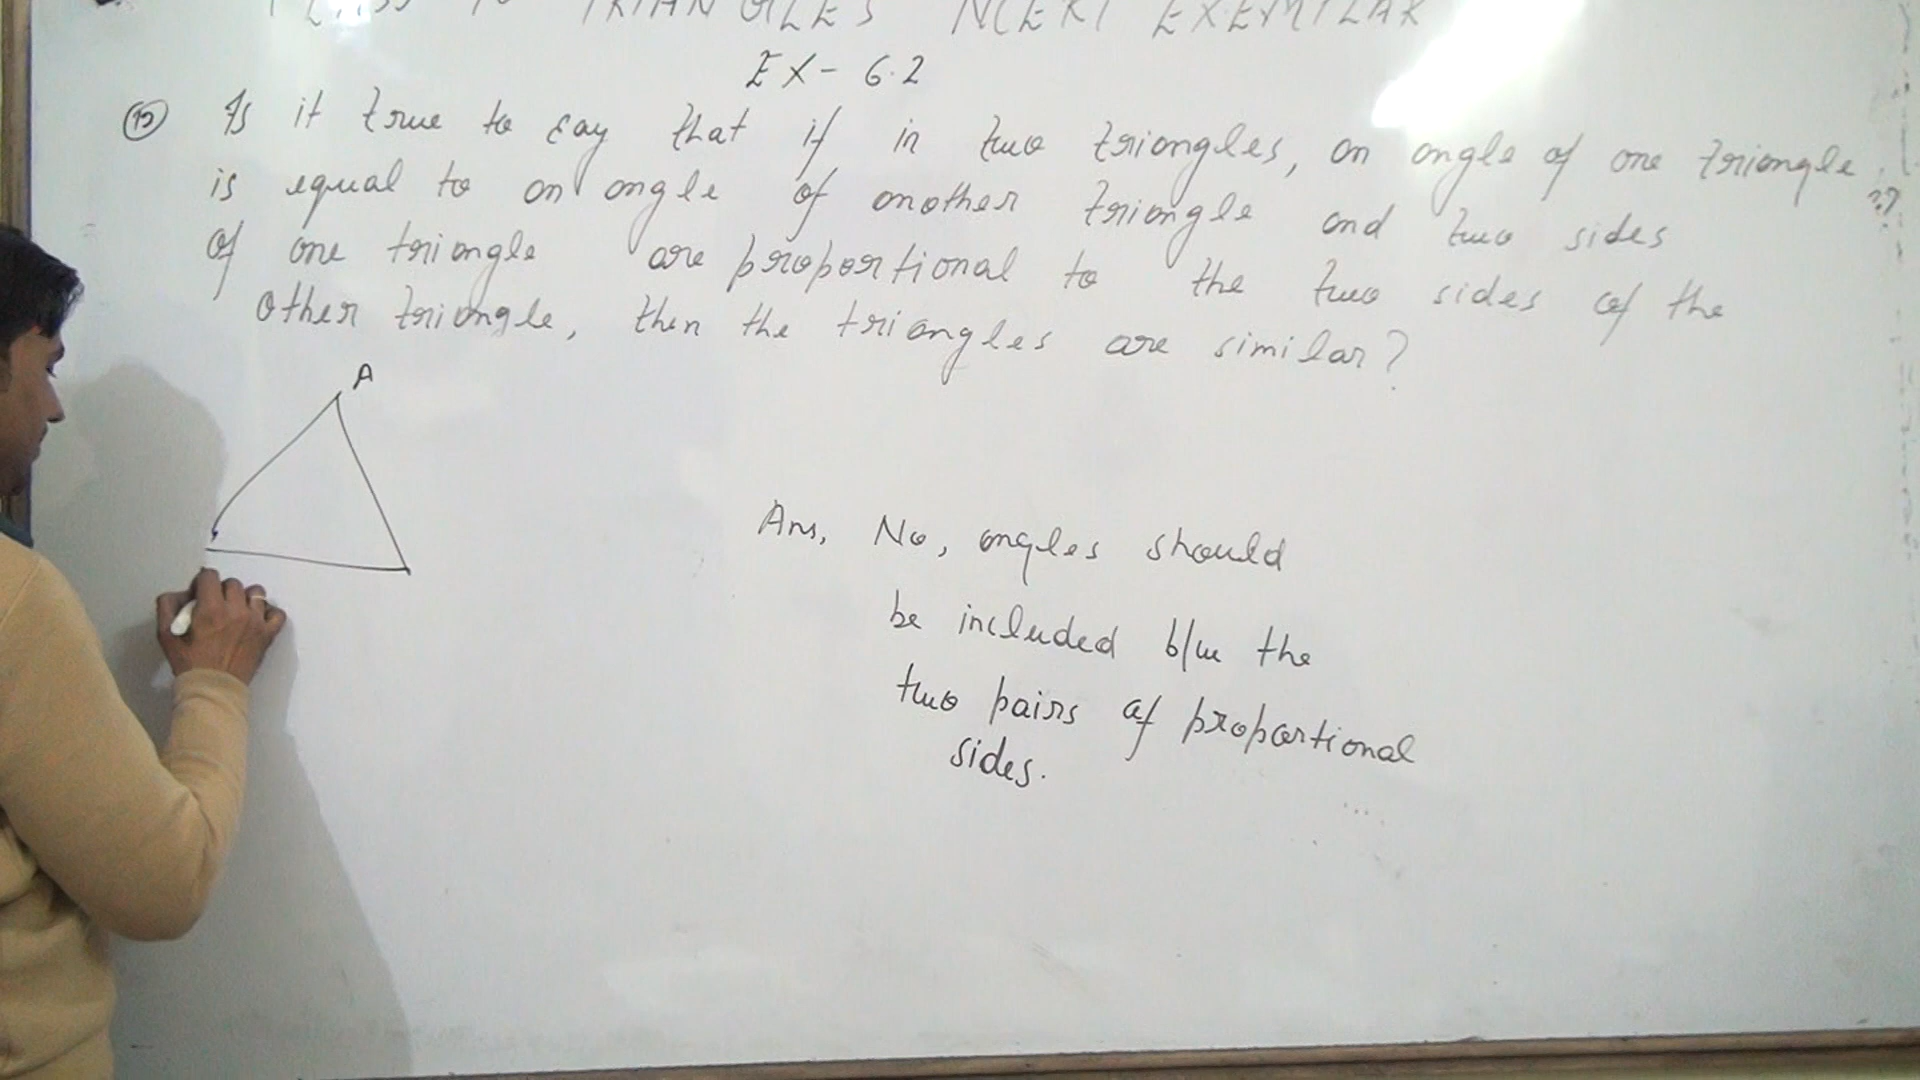 CLASS 10 TRIANGLES NCERT EXEMPLAR
EX- 6.2
Is it true to say that if in two triangles, an angle of one triangle
is equal to an angle of another triangle and two sides
of one triangle are proportional to the two sides of the
other triangle, then the triangles are similar?
A
Ans, No, angles should
be included b/w the
two pairs of proportional
sides.